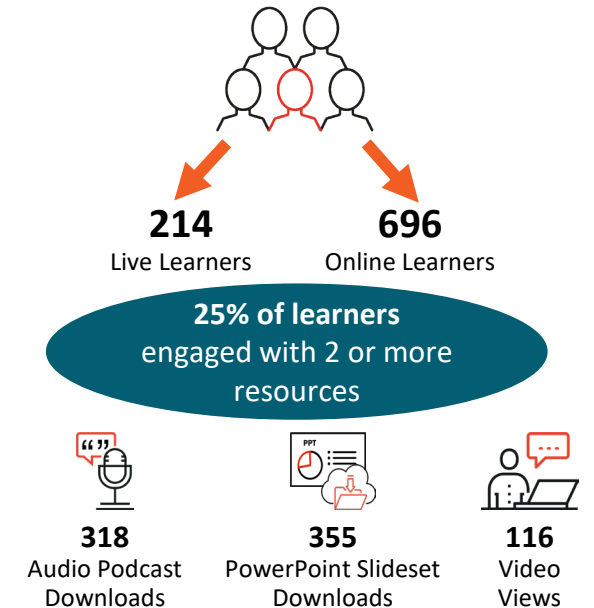 214
Live Learners
696
Online Learners
25% of learners
engaged with 2 or more
resources
“ ”
PPT
318
Audio Podcast
Downloads
355
PowerPoint Slideset
Downloads
116
Video
Views